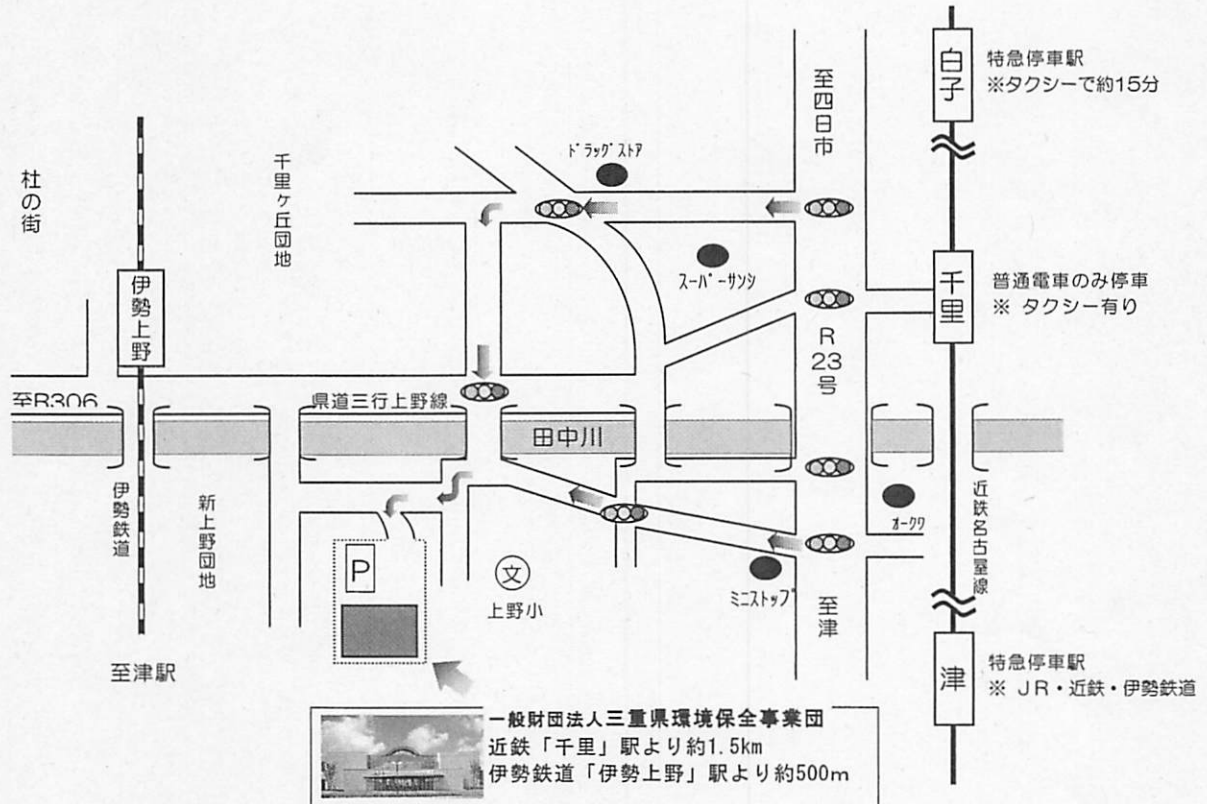 白子
特急停車駅
※タクシーで約15分
至四日市
ドラッグストア
杜の街
千里ヶ丘団地
スーパーサンシ
伊勢上野
千里
普通電車のみ停車
※ タクシー有り
R23号
至R306
県道三行上野線
田中川
伊勢鉄道
新上野団地
オークワ
近鉄名古屋線
P
文
上野小
ミニストップ
至津
至津駅
津
特急停車駅
※ JR・近鉄・伊勢鉄道
一般財団法人三重県環境保全事業団
近鉄「千里」駅より約1.5km
伊勢鉄道「伊勢上野」駅より約500m